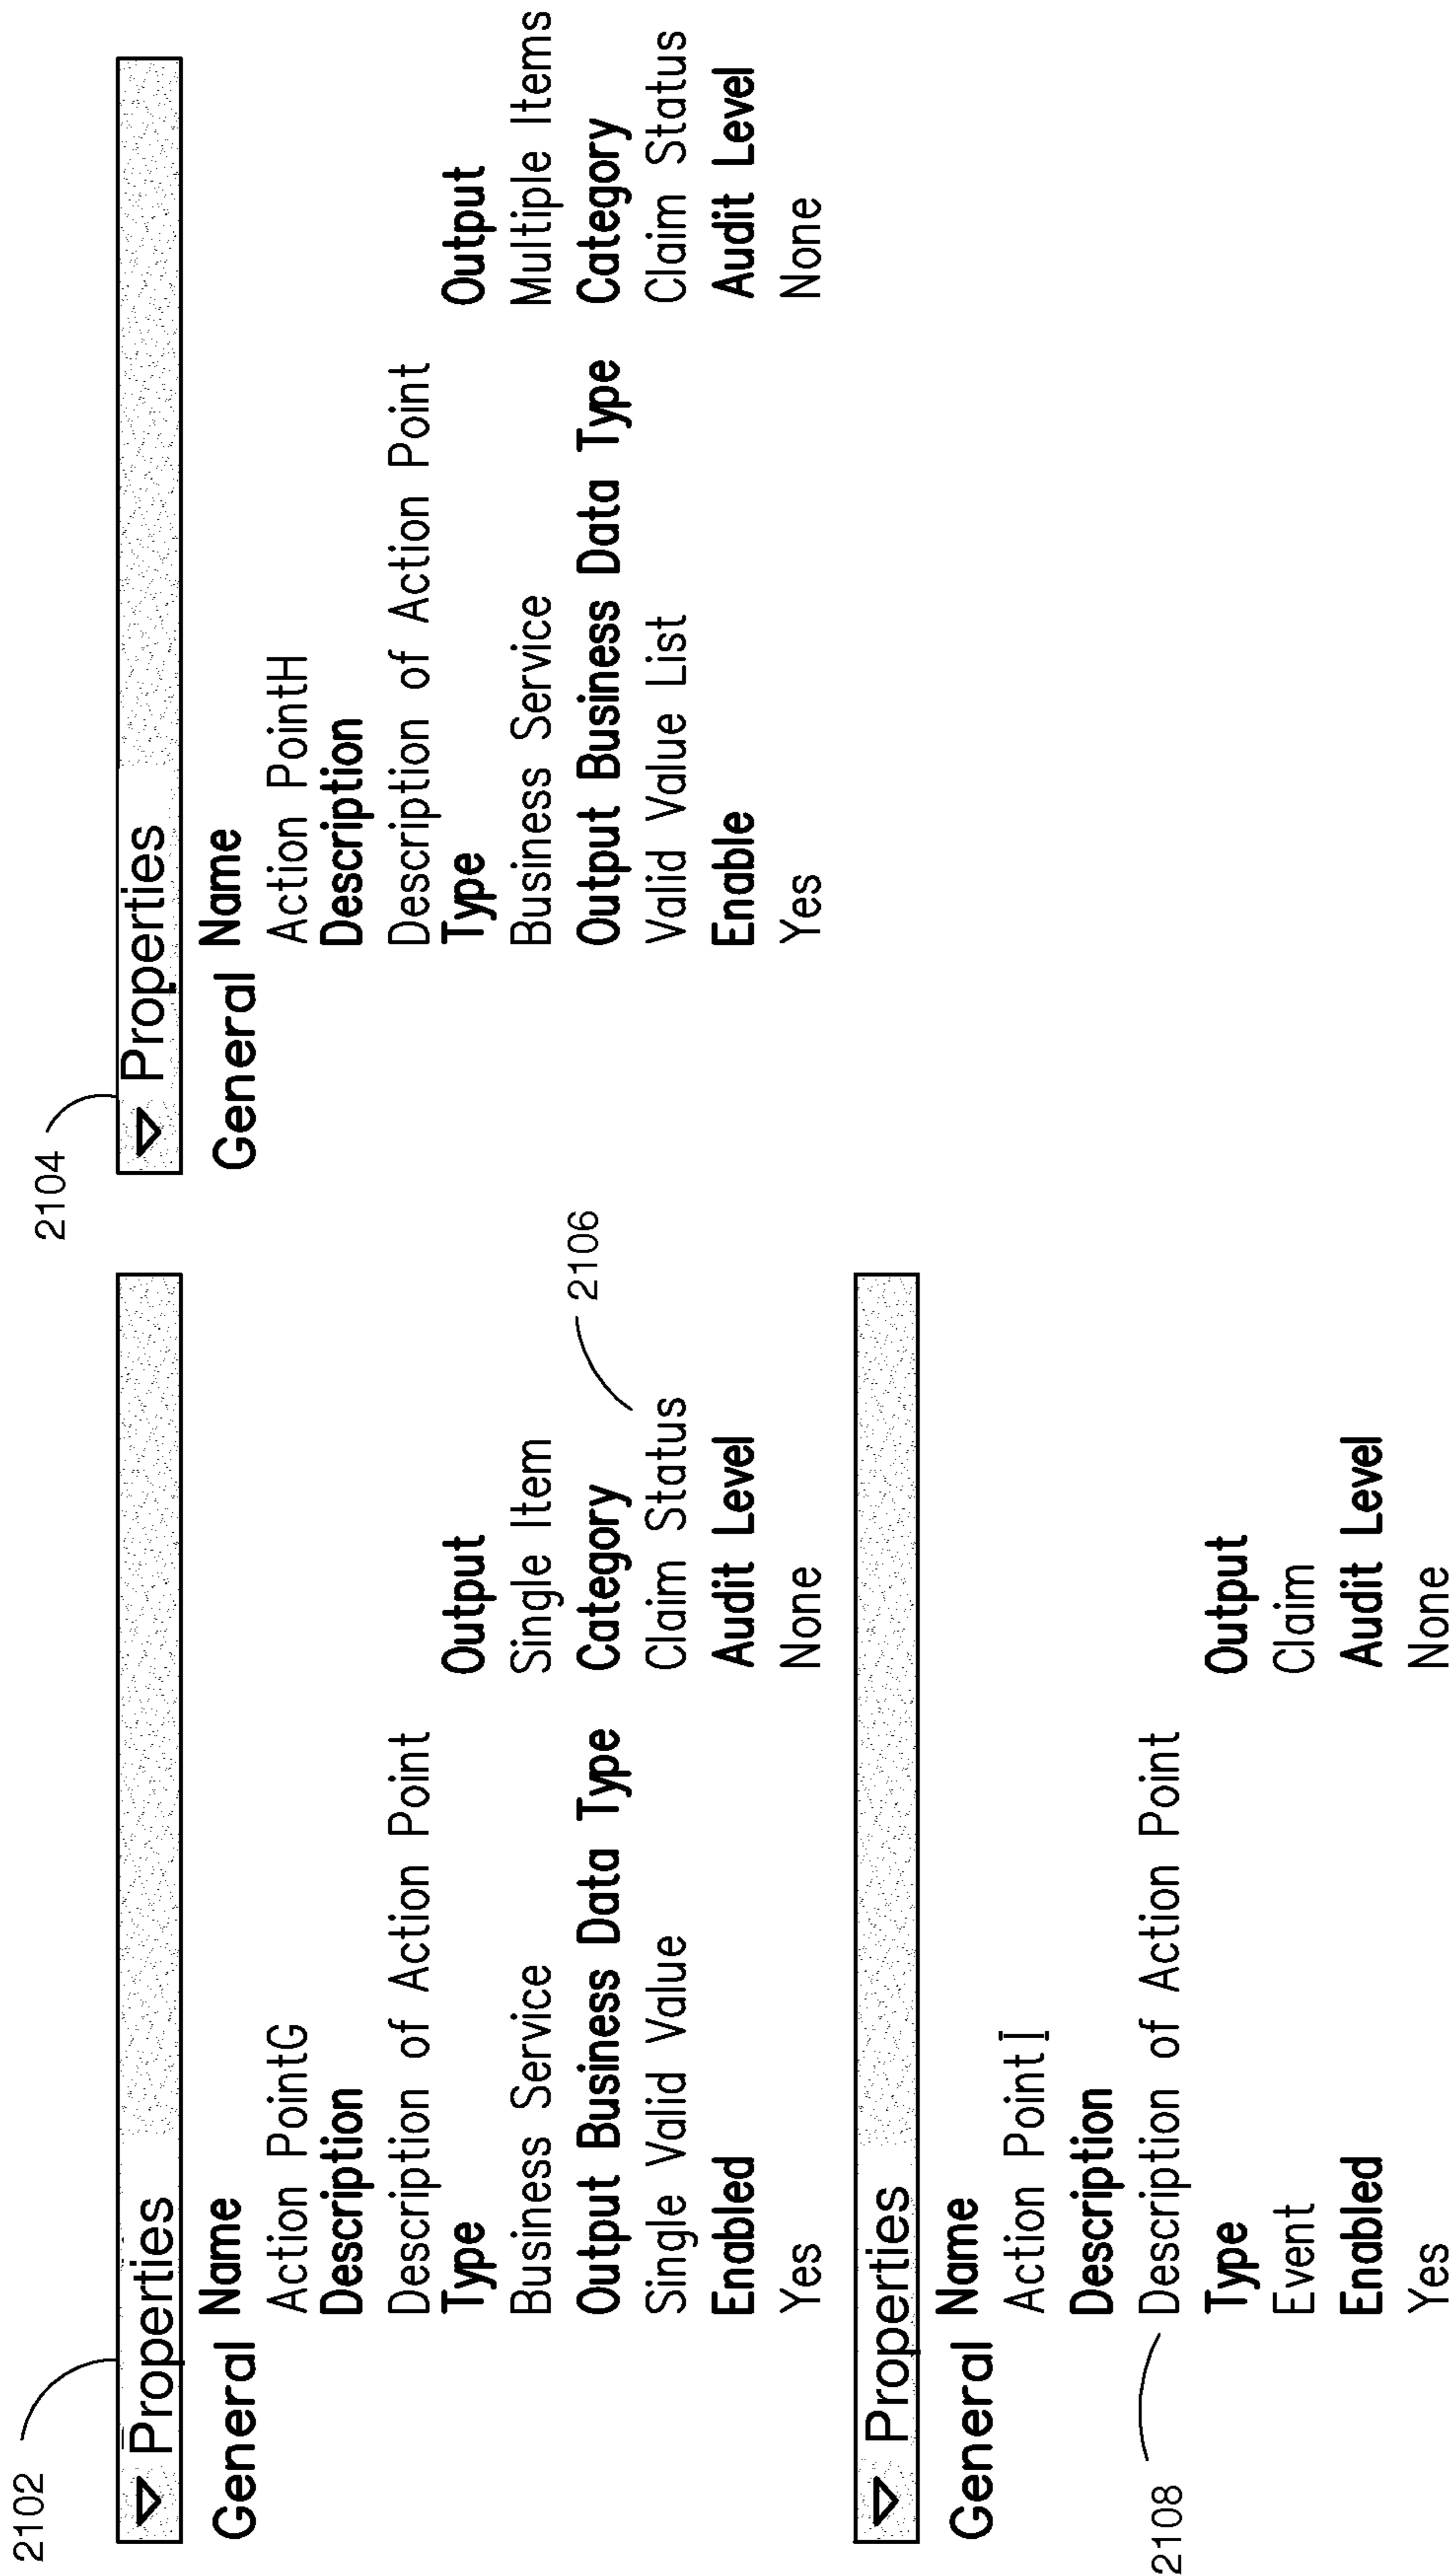 2102
Properties
General
Name
Action PointG
Description
Description of Action Point
Type
Output
Business Service
Single Item
Output Business Data Type
Category
Single Valid Value
Claim Status
2106
Enabled
Audit Level
Yes
None
2104
Properties
General
Name
Action PointH
Description
Description of Action Point
Type
Output
Business Service
Multiple Items
Output Business Data Type
Category
Valid Value List
Claim Status
Enable
Audit Level
Yes
None
Properties
General
Name
Action PointI
Description
2108
Description of Action Point
Type
Output
Event
Claim
Enabled
Audit Level
Yes
None